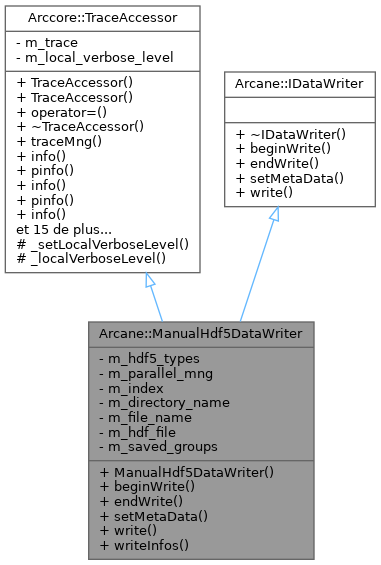 Arccore::TraceAccessor
- m_trace
- m_local_verbose_level
+ TraceAccessor()
+ TraceAccessor()
+ operator=()
+ ~TraceAccessor()
+ traceMng()
+ info()
+ pinfo()
+ info()
+ pinfo()
+ info()
et 15 de plus...
# _setLocalVerboseLevel()
# _localVerboseLevel()
Arcane::IDataWriter
+ ~IDataWriter()
+ beginWrite()
+ endWrite()
+ setMetaData()
+ write()
Arcane::ManualHdf5DataWriter
- m_hdf5_types
- m_parallel_mng
- m_index
- m_directory_name
- m_file_name
- m_hdf_file
- m_saved_groups
+ ManualHdf5DataWriter()
+ beginWrite()
+ endWrite()
+ setMetaData()
+ write()
+ writeInfos()